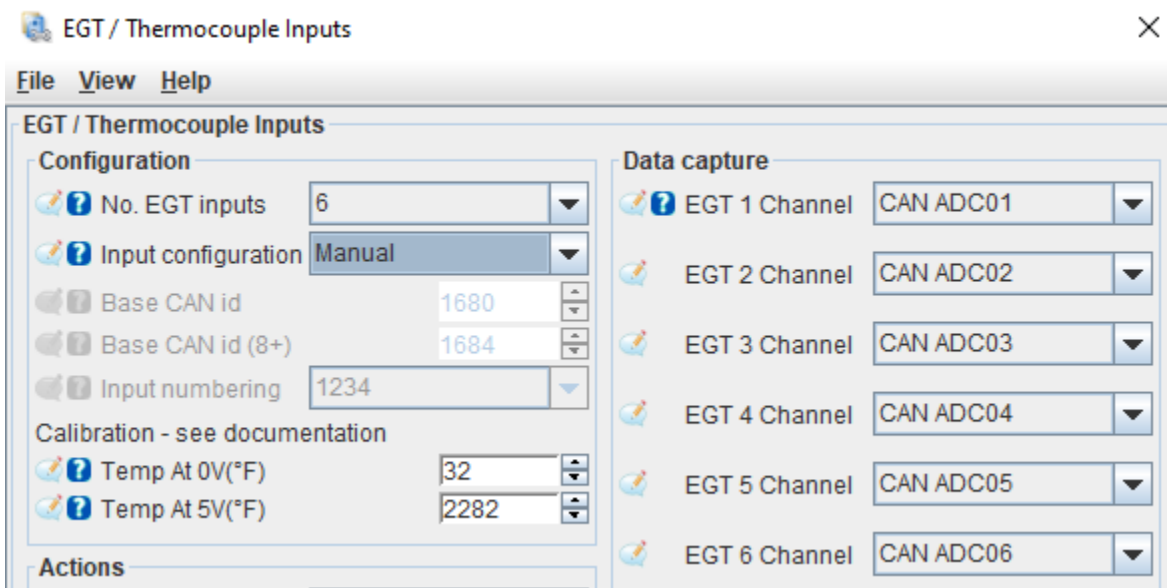 EGT / Thermocouple Inputs
File View Help
EGT / Thermocouple Inputs
Configuration
No. EGT inputs 6
Input configuration Manual
Base CAN id 1680
Base CAN id (8+) 1684
Input numbering 1234
Calibration - see documentation
Temp At 0V(°F) 32
Temp At 5V(°F) 2282
Actions
Data capture
EGT 1 Channel CAN ADC01
EGT 2 Channel CAN ADC02
EGT 3 Channel CAN ADC03
EGT 4 Channel CAN ADC04
EGT 5 Channel CAN ADC05
EGT 6 Channel CAN ADC06